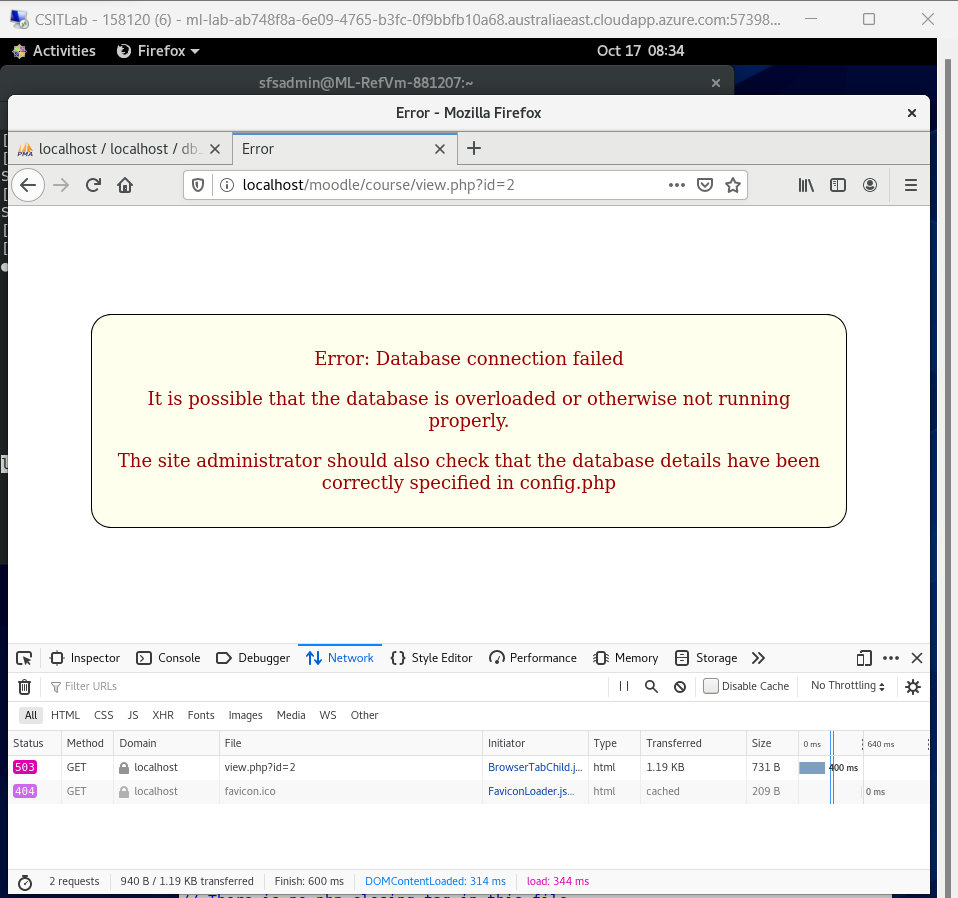 CSITLab - 158120 (6) - ml-lab-ab748f8a-6e09-4765-b3fc-0f9bbfb10a68.australiaeast.cloudapp.azure.com:57398...
Activities Firefox Oct 17 08:34
sfsadmin@ML-RefVm-881207:~
Error - Mozilla Firefox
PMA localhost / localhost / db Error
localhost/moodle/course/view.php?id=2
Error: Database connection failed
It is possible that the database is overloaded or otherwise not running
properly.
The site administrator should also check that the database details have been
correctly specified in config.php
Inspector Console Debugger Network Style Editor Performance Memory Storage
Filter URLs Disable Cache No Throttling
All HTML CSS JS XHR Fonts Images Media WS Other
Status Method Domain File Initiator Type Transferred Size 0 ms 640 ms
503 GET localhost view.php?id=2 BrowserTabChild.j... html 1.19 KB 731 B 400 ms
404 GET localhost favicon.ico FaviconLoader.js... html cached 209 B 0 ms
2 requests 940 B / 1.19 KB transferred Finish: 600 ms DOMContentLoaded: 314 ms load: 344 ms
// There is no php closing tag in this file